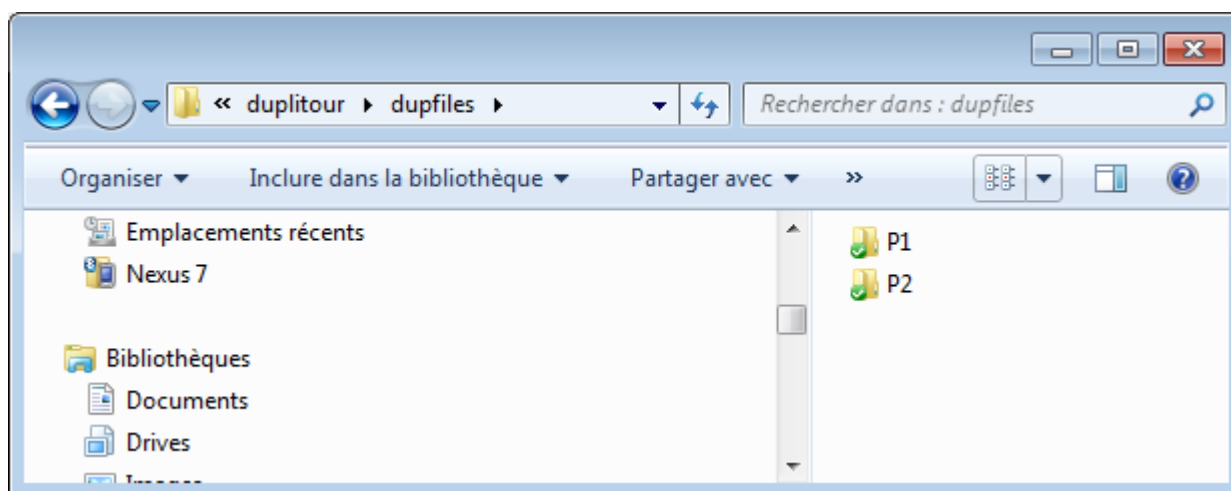 « duplitour dupfiles Rechercher dans : dupfiles
Organiser Inclure dans la bibliothèque Partager avec »
Emplacements récents
Nexus 7
Bibliothèques
Documents
Drives
P1
P2